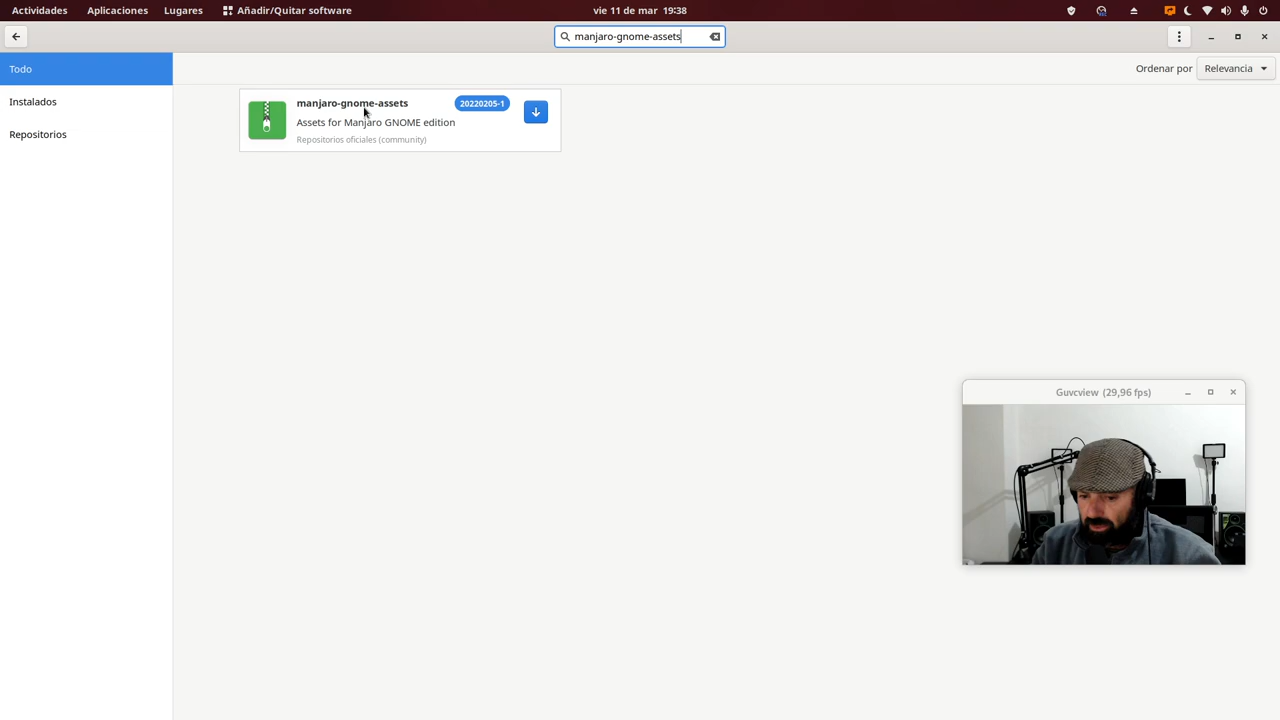 Actividades Aplicaciones Lugares Añadir/Quitar software vie 11 de mar 19:38
manjaro-gnome-assets
Todo
Ordenar por Relevancia
Instalados
Repositorios
manjaro-gnome-assets 20220205-1
Assets for Manjaro GNOME edition
Repositorios oficiales (community)
Guvcview (29,96 fps)